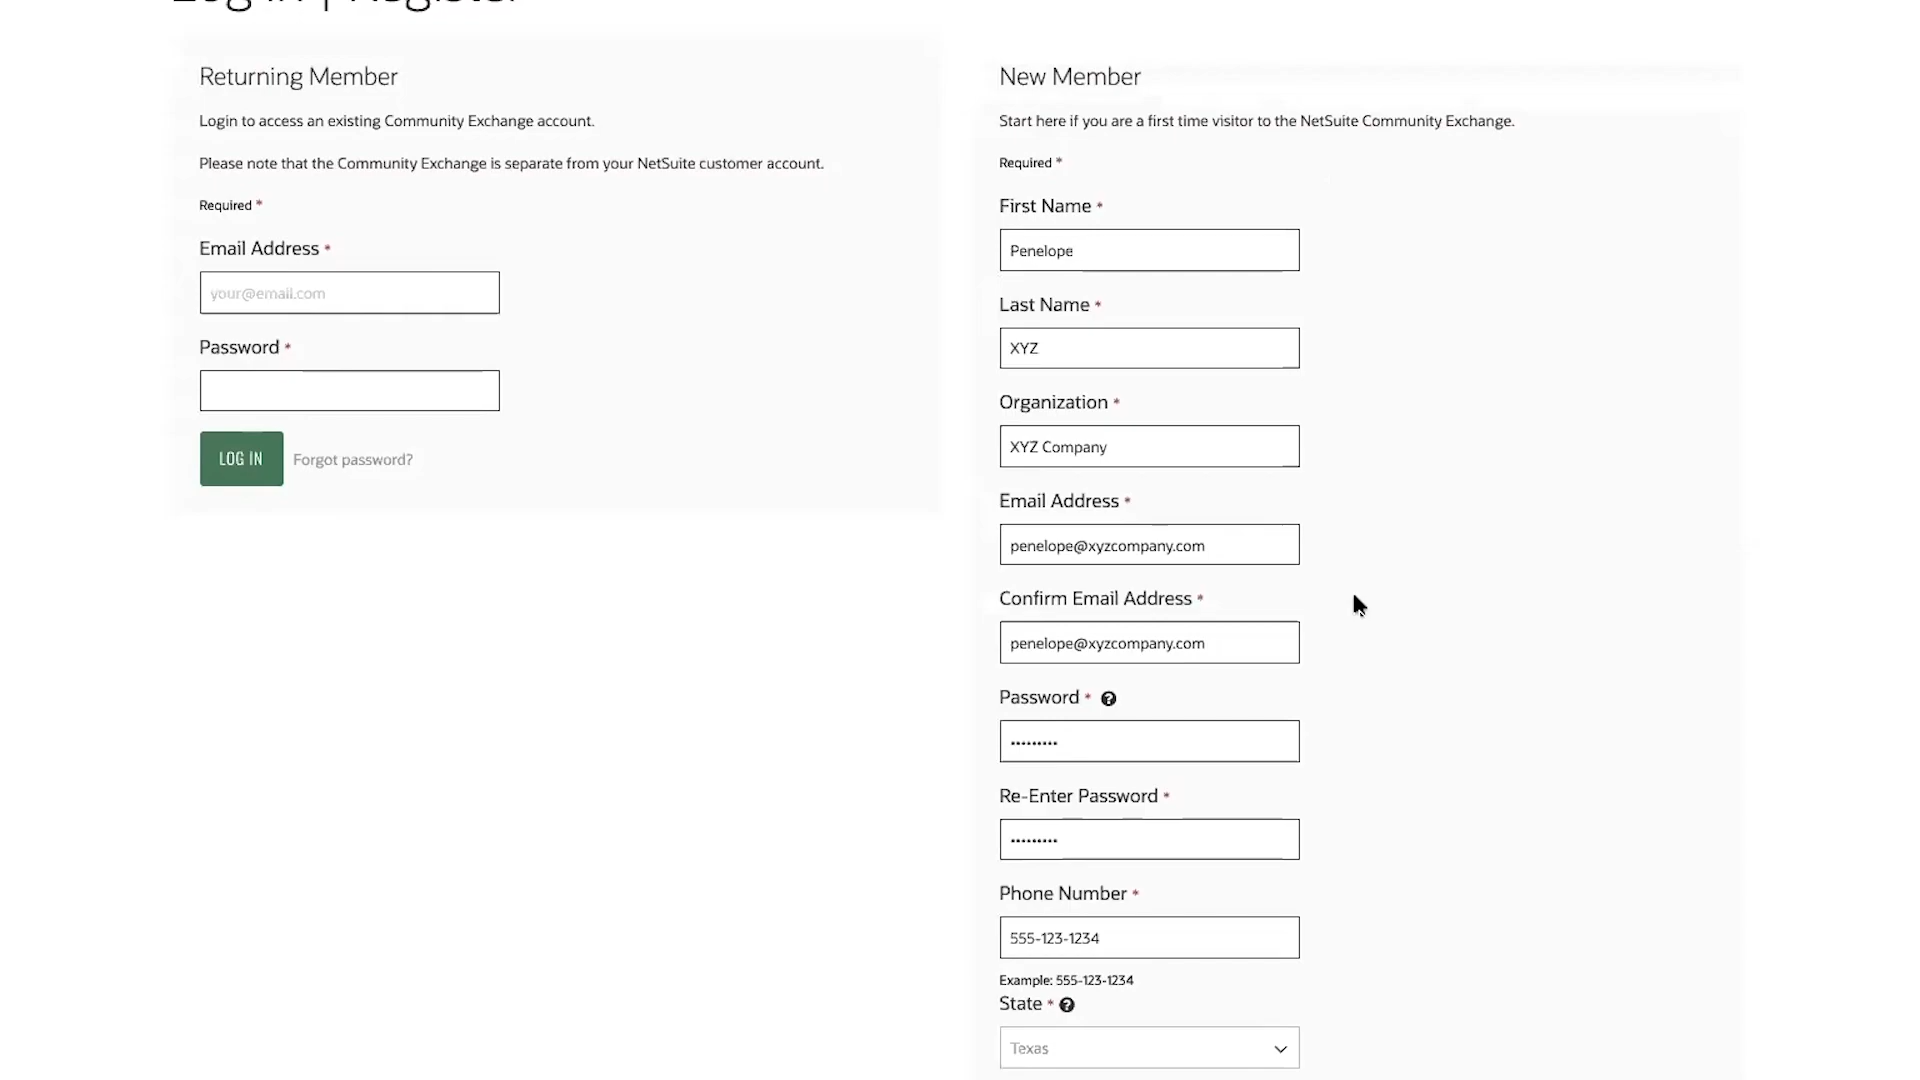 Log in | Register
Returning Member
Login to access an existing Community Exchange account.
Please note that the Community Exchange is separate from your NetSuite customer account.
Required *
Email Address *
your@email.com
Password *
LOG IN
Forgot password?
New Member
Start here if you are a first time visitor to the NetSuite Community Exchange.
Required *
First Name *
Penelope
Last Name *
XYZ
Organization *
XYZ Company
Email Address *
penelope@xyzcompany.com
Confirm Email Address *
penelope@xyzcompany.com
Password * ?
•••••••••
Re-Enter Password *
•••••••••
Phone Number *
555-123-1234
Example: 555-123-1234
State * ?
Texas